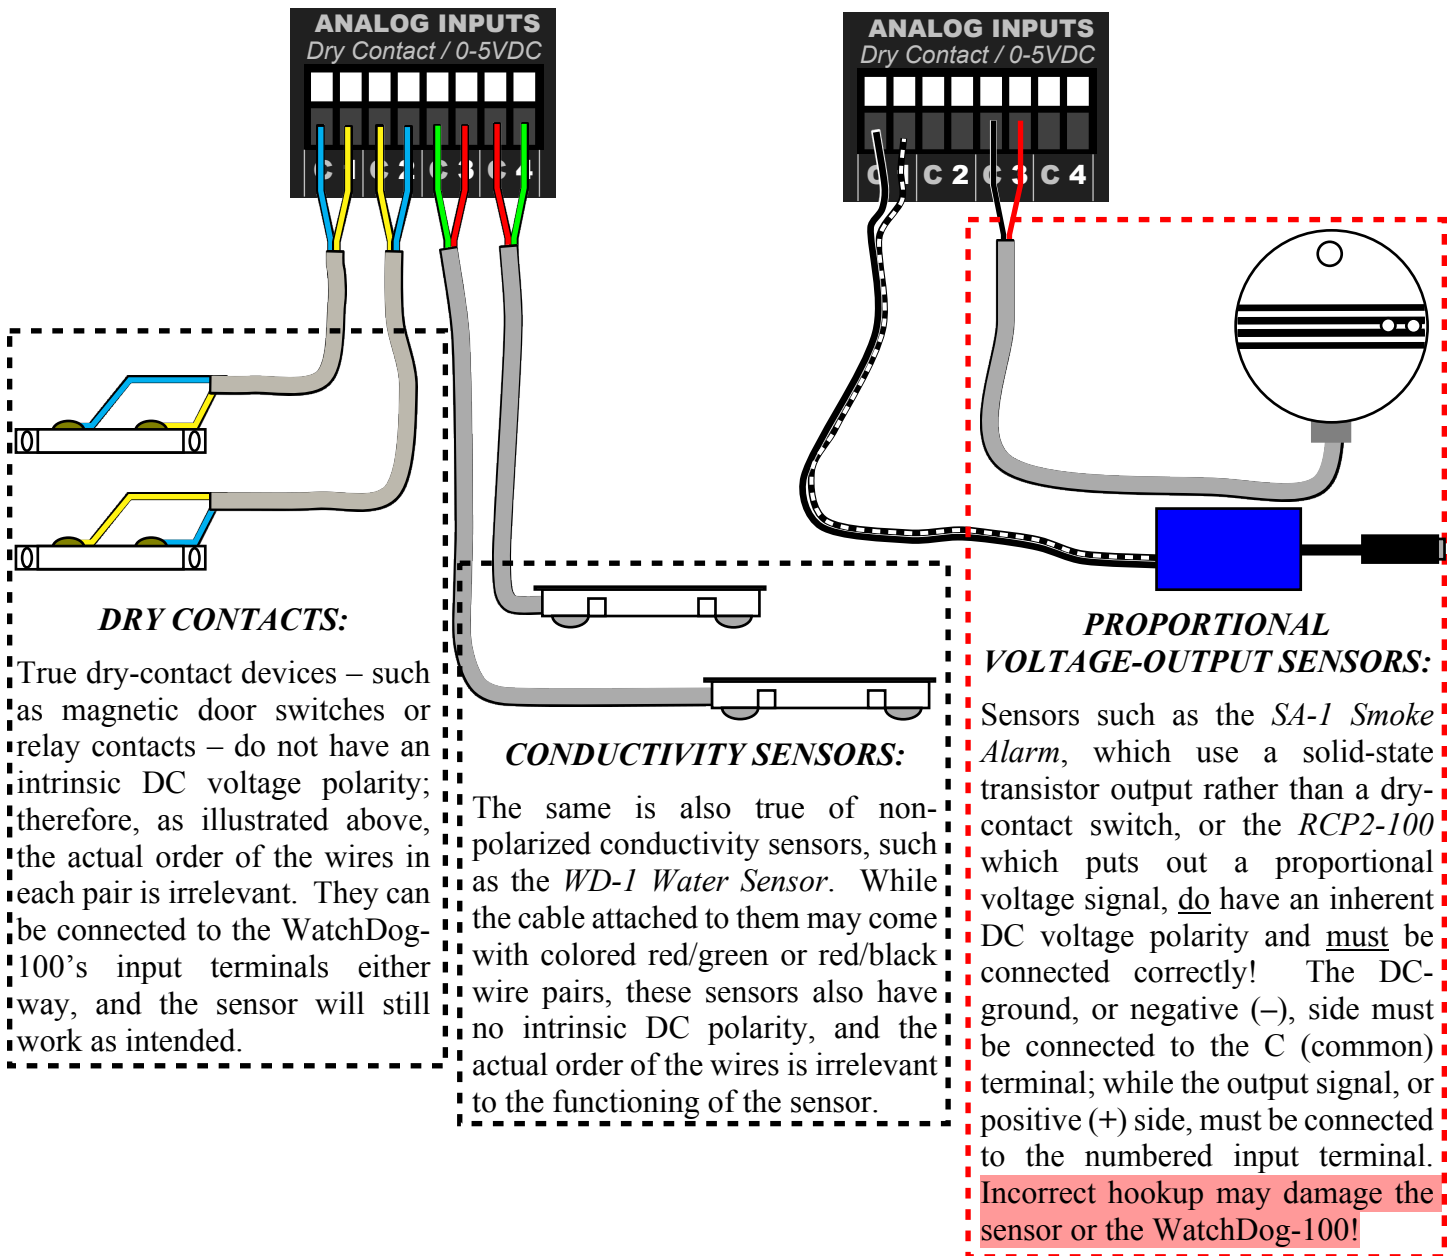 ANALOG INPUTS
Dry Contact / 0-5VDC
C 1 C 2 C 3 C 4
ANALOG INPUTS
Dry Contact / 0-5VDC
C 1 C 2 C 3 C 4
DRY CONTACTS:
True dry-contact devices – such
as magnetic door switches or
relay contacts – do not have an
intrinsic DC voltage polarity;
therefore, as illustrated above,
the actual order of the wires in
each pair is irrelevant. They can
be connected to the WatchDog-
100’s input terminals either
way, and the sensor will still
work as intended.
CONDUCTIVITY SENSORS:
The same is also true of non-
polarized conductivity sensors, such
as the WD-1 Water Sensor. While
the cable attached to them may come
with colored red/green or red/black
wire pairs, these sensors also have
no intrinsic DC polarity, and the
actual order of the wires is irrelevant
to the functioning of the sensor.
PROPORTIONAL
VOLTAGE-OUTPUT SENSORS:
Sensors such as the SA-1 Smoke
Alarm, which use a solid-state
transistor output rather than a dry-
contact switch, or the RCP2-100
which puts out a proportional
voltage signal, do have an inherent
DC voltage polarity and must be
connected correctly! The DC-
ground, or negative (–), side must
be connected to the C (common)
terminal; while the output signal, or
positive (+) side, must be connected
to the numbered input terminal.
Incorrect hookup may damage the
sensor or the WatchDog-100!